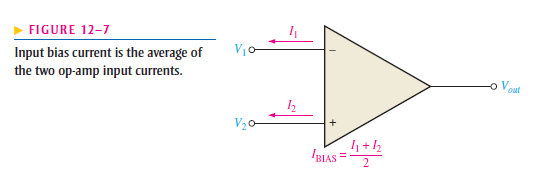 FIGURE 12–7
Input bias current is the average of
the two op-amp input currents.
I1
V1
–
Vout
I2
V2
+
IBIAS = I1 + I2
2